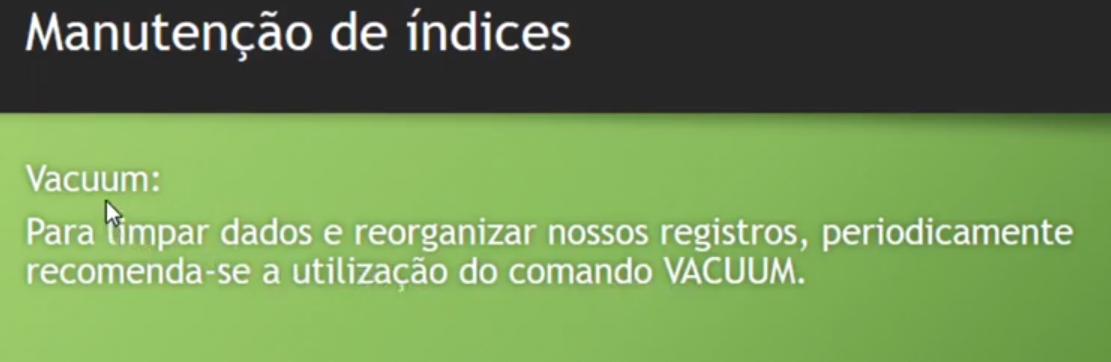 Manutenção de índices
Vacuum:
Para limpar dados e reorganizar nossos registros, periodicamente
recomenda-se a utilização do comando VACUUM.